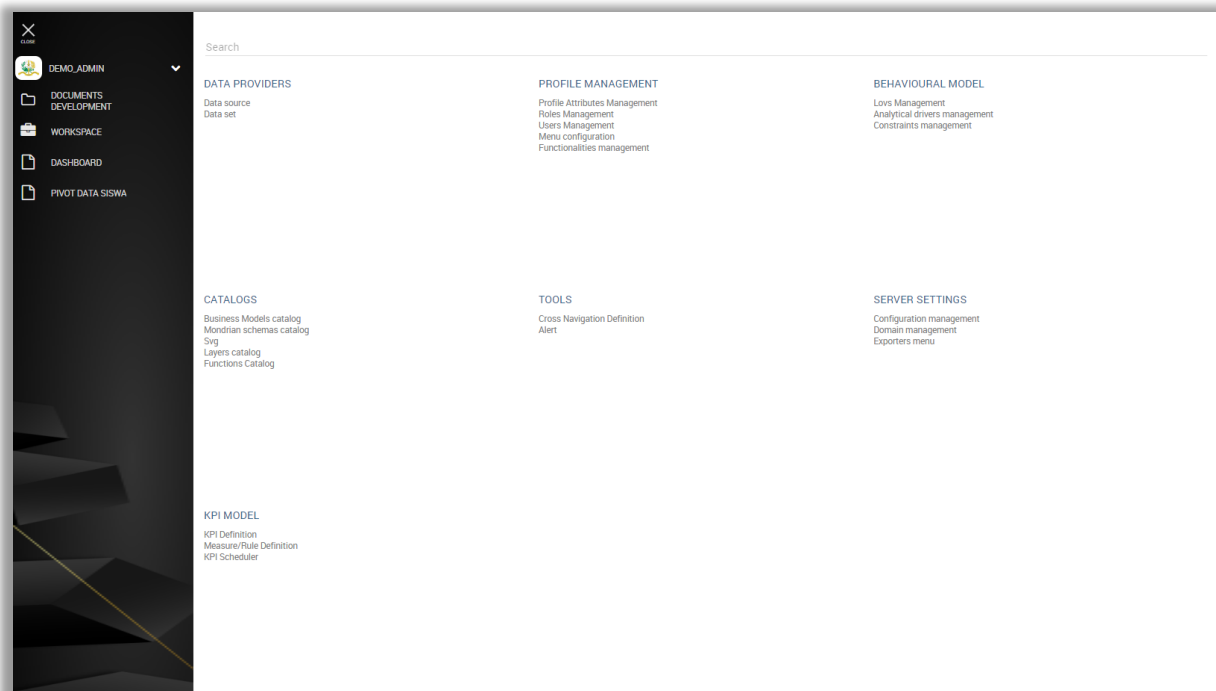 CLOSE
DEMO_ADMIN
DOCUMENTS
DEVELOPMENT
WORKSPACE
DASHBOARD
PIVOT DATA SISWA
Search
DATA PROVIDERS
Data source
Data set
PROFILE MANAGEMENT
Profile Attributes Management
Roles Management
Users Management
Menu configuration
Functionalities management
BEHAVIOURAL MODEL
Lovs Management
Analytical drivers management
Constraints management
CATALOGS
Business Models catalog
Mondrian schemas catalog
Svg
Layers catalog
Functions Catalog
TOOLS
Cross Navigation Definition
Alert
SERVER SETTINGS
Configuration management
Domain management
Exporters menu
KPI MODEL
KPI Definition
Measure/Rule Definition
KPI Scheduler